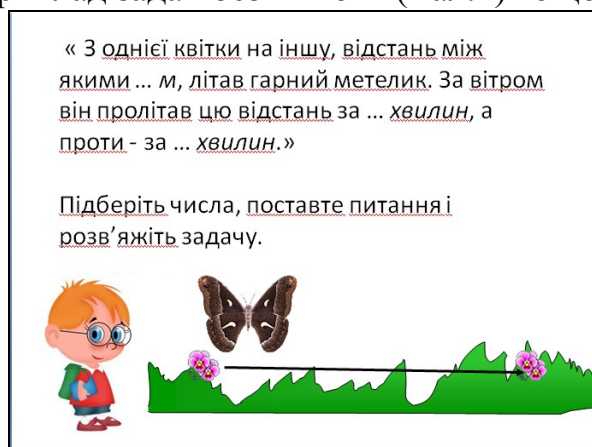 « З однієї квітки на іншу, відстань між
якими ... м, літав гарний метелик. За вітром
він пролітав цю відстань за ... хвилин, а
проти - за ... хвилин.»
Підберіть числа, поставте питання і
розв’яжіть задачу.